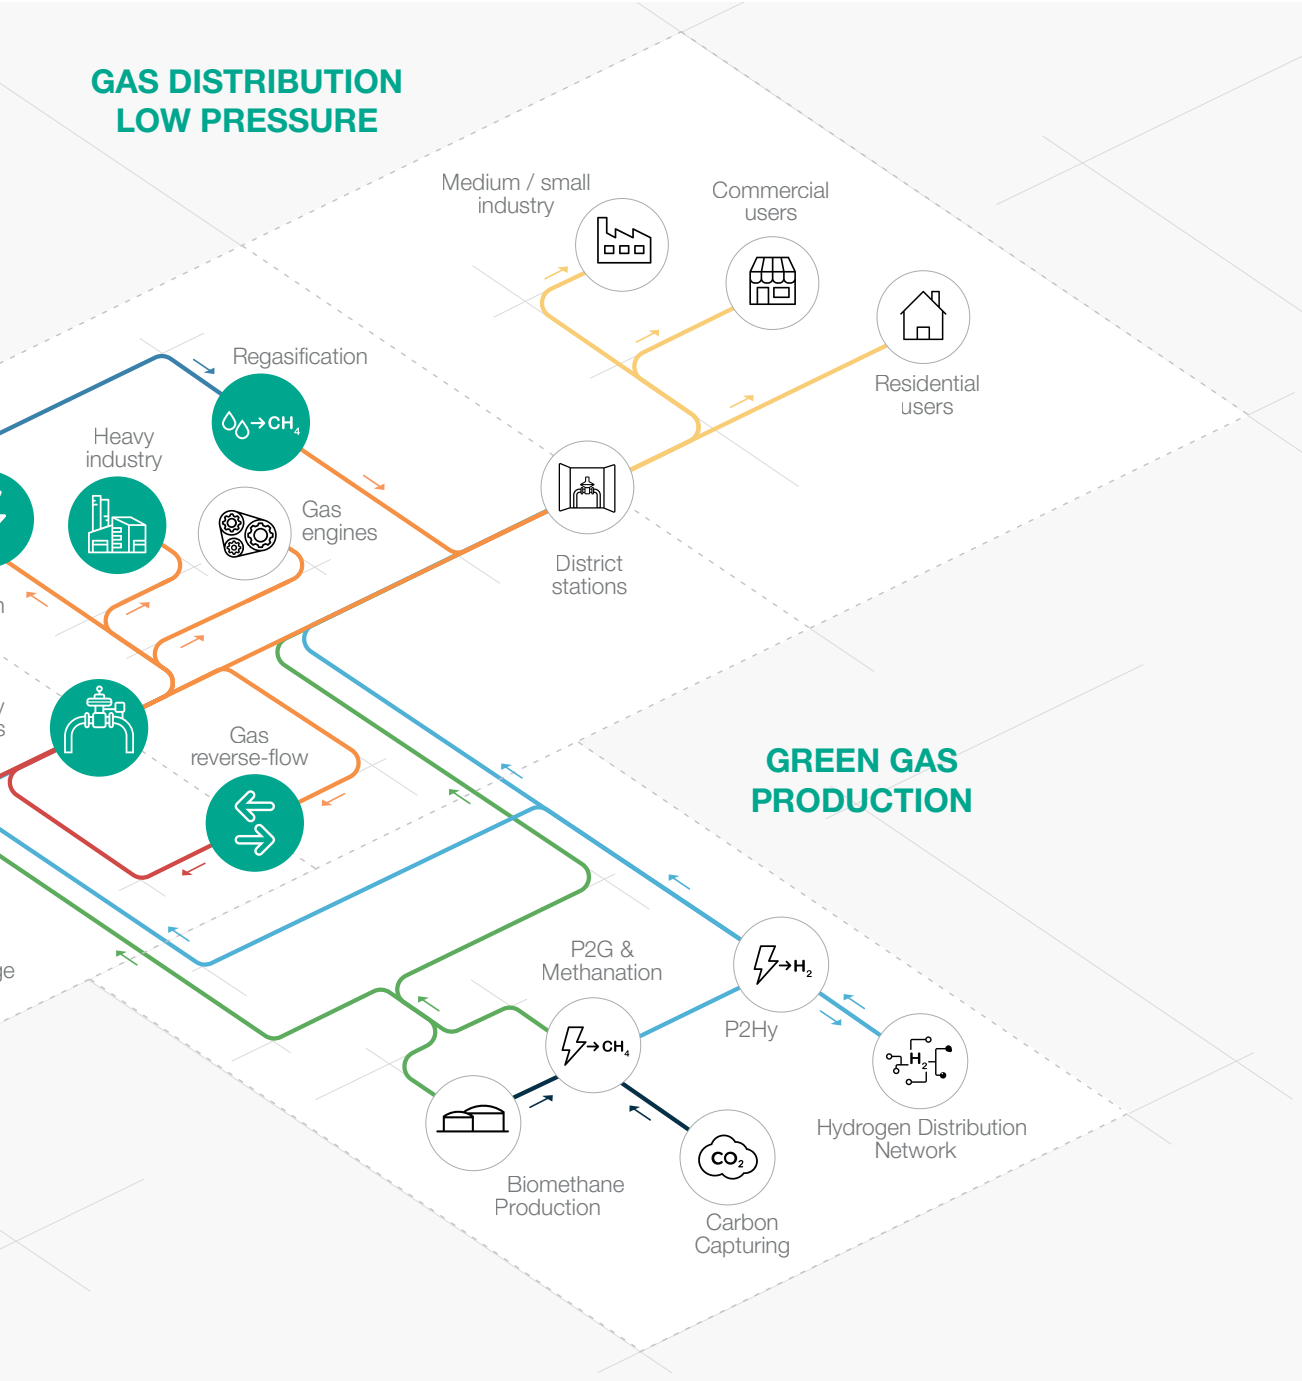 GAS DISTRIBUTION
LOW PRESSURE
Medium / small
industry
Commercial
users
Residential
users
Regasification
→CH4
Heavy
industry
Gas
engines
District
stations
Gas
reverse-flow
GREEN GAS
PRODUCTION
P2G &
Methanation
→H2
P2Hy
→CH4
H2
Hydrogen Distribution
Network
CO2
Biomethane
Production
Carbon
Capturing